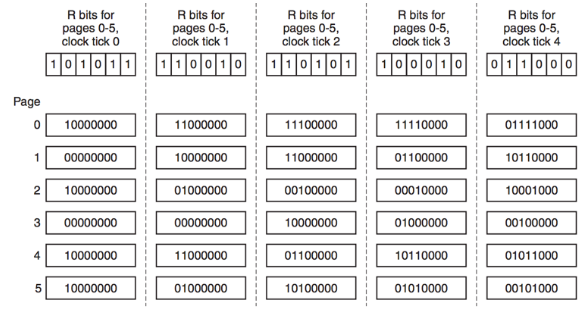 R bits for R bits for R bits for R bits for R bits for
pages 0-5, pages 0-5, pages 0-5, pages 0-5, pages 0-5,
clock tick 0 clock tick 1 clock tick 2 clock tick 3 clock tick 4
1 0 1 0 1 1 1 1 0 0 1 0 1 1 0 1 0 1 1 0 0 0 1 0 0 1 1 0 0 0
Page
0 10000000 11000000 11100000 11110000 01111000
1 00000000 10000000 11000000 01100000 10110000
2 10000000 01000000 00100000 00010000 10001000
3 00000000 00000000 10000000 01000000 00100000
4 10000000 11000000 01100000 10110000 01011000
5 10000000 01000000 10100000 01010000 00101000